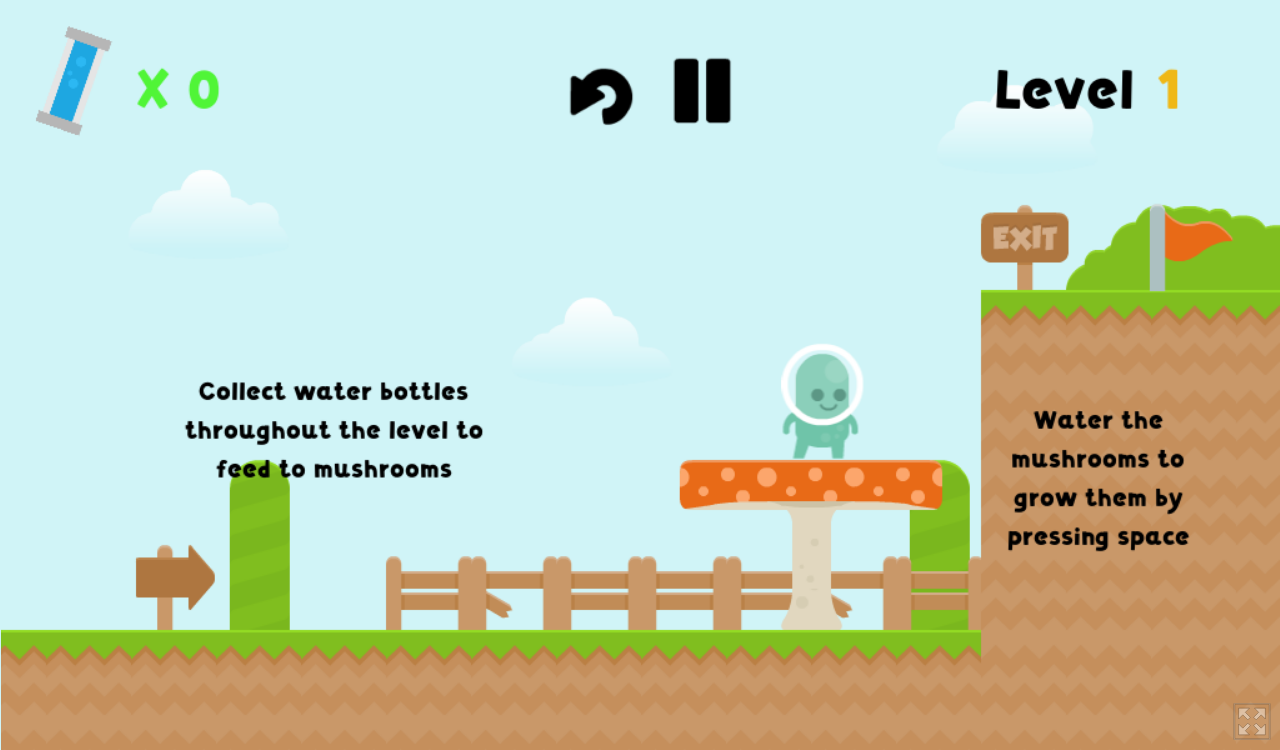 X 0
Level 1
EXIT
Collect water bottles
throughout the level to
feed to mushrooms
Water the
mushrooms to
grow them by
pressing space